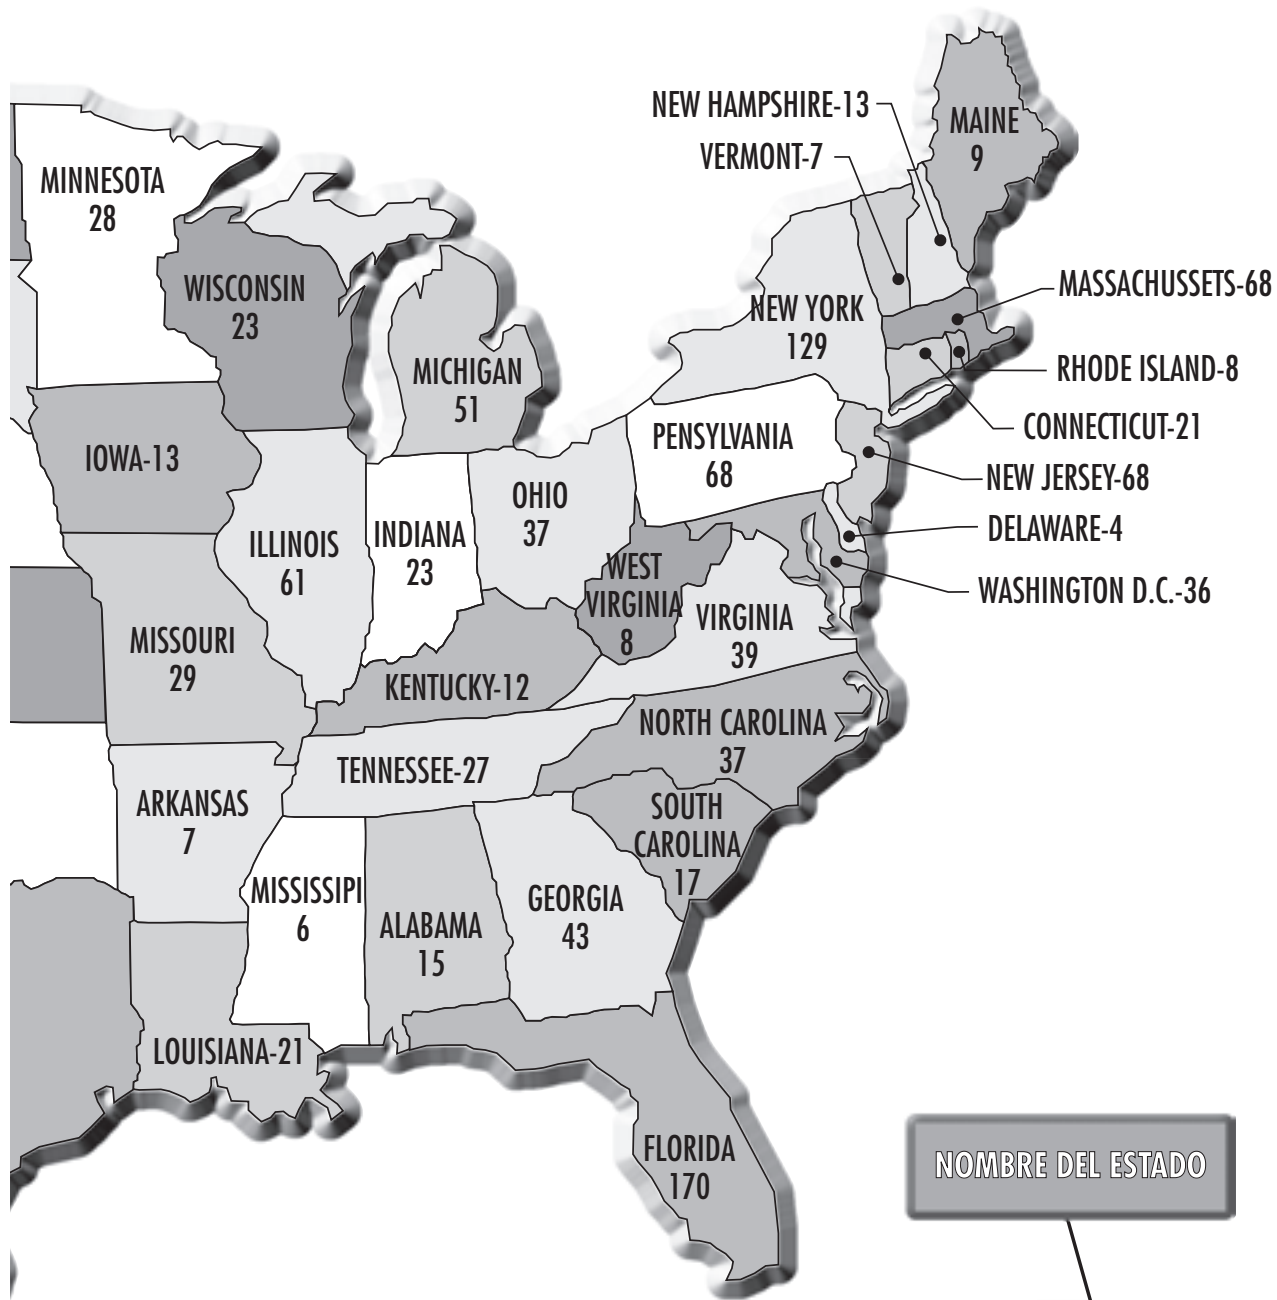 NEW HAMPSHIRE-13
MAINE
9
VERMONT-7
MINNESOTA
28
WISCONSIN
23
MASSACHUSSETS-68
NEW YORK
129
MICHIGAN
51
RHODE ISLAND-8
CONNECTICUT-21
PENSYLVANIA
68
IOWA-13
NEW JERSEY-68
OHIO
37
DELAWARE-4
ILLINOIS
61
INDIANA
23
WEST
VIRGINIA
8
WASHINGTON D.C.-36
VIRGINIA
39
MISSOURI
29
KENTUCKY-12
NORTH CAROLINA
37
TENNESSEE-27
ARKANSAS
7
SOUTH
CAROLINA
17
MISSISSIPI
6
GEORGIA
43
ALABAMA
15
LOUISIANA-21
FLORIDA
170
NOMBRE DEL ESTADO